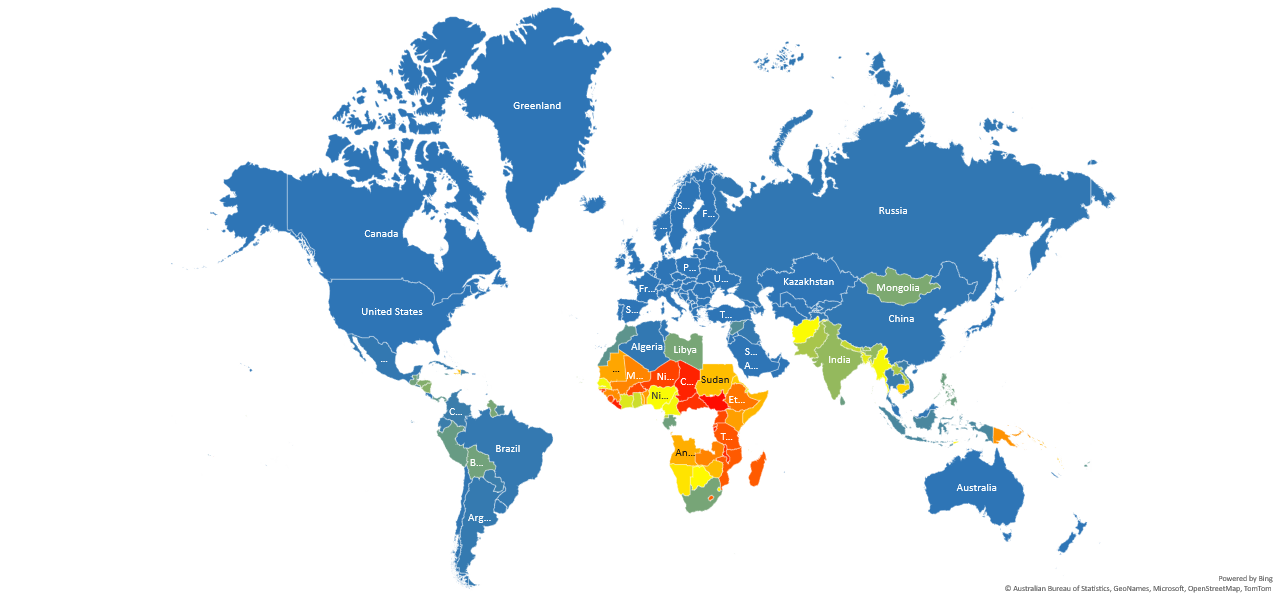 Greenland
Canada
United States
...
S...
F...
...
Russia
P...
U...
Fr...
S...
T...
Kazakhstan
Mongolia
China
Algeria
Libya
S...
A...
India
...
M...
Ni...
C...
Sudan
Ni...
Et...
T...
An...
C...
B...
Brazil
Arg...
Australia
Powered by Bing
© Australian Bureau of Statistics, GeoNames, Microsoft, OpenStreetMap, TomTom